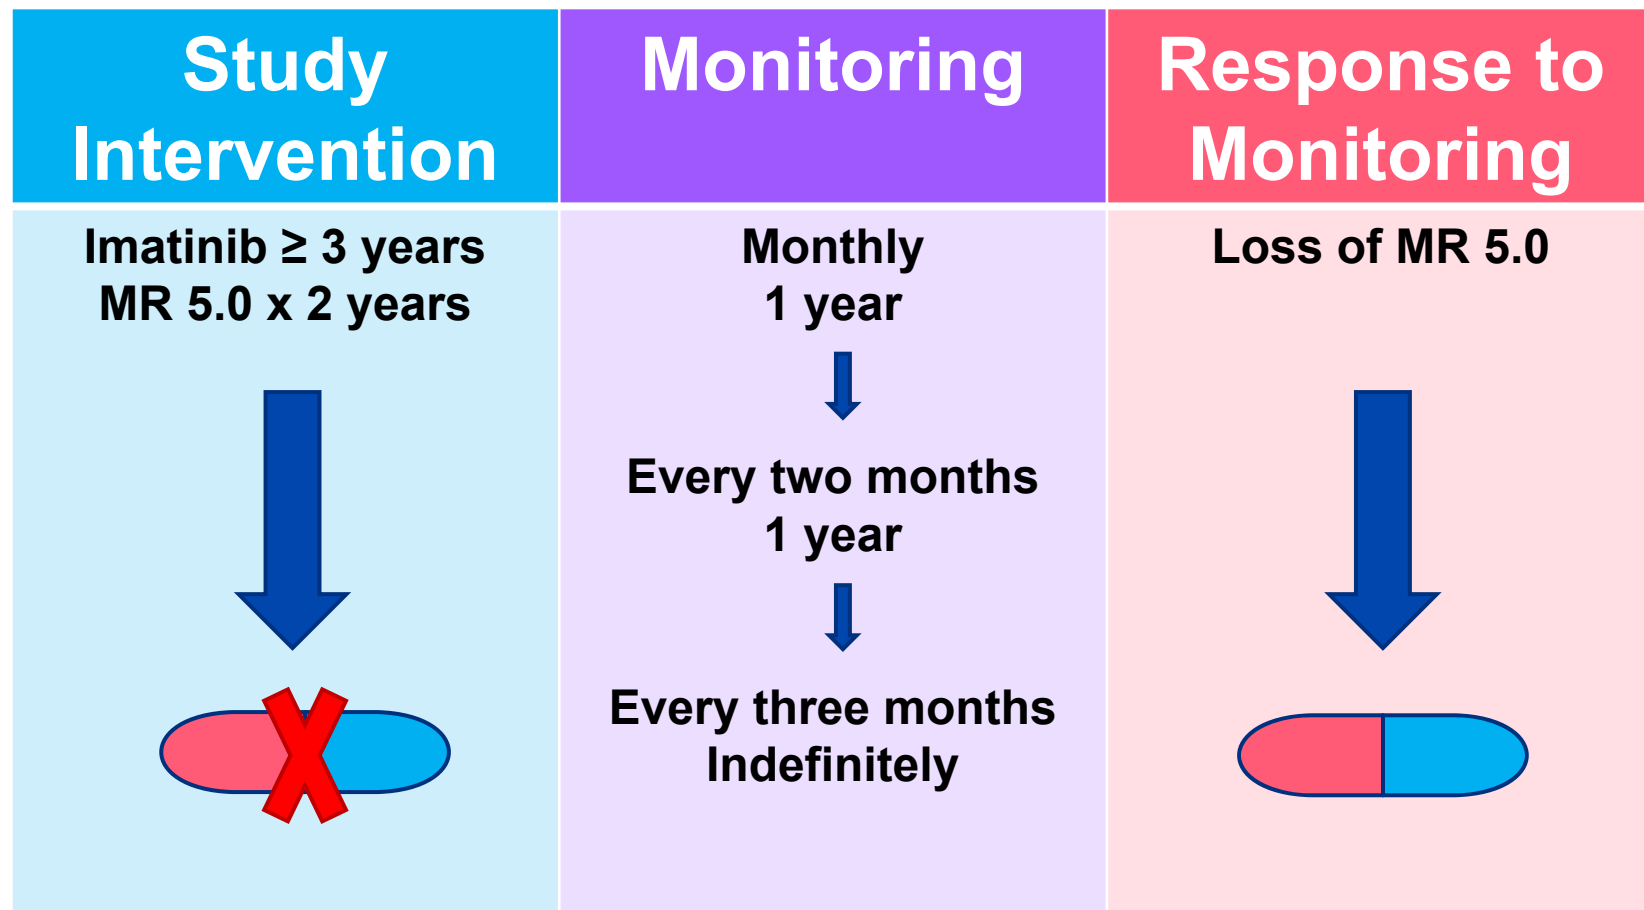 Study
Intervention
Monitoring
Response to
Monitoring
Imatinib ≥ 3 years
MR 5.0 x 2 years
Monthly
1 year
Every two months
1 year
Every three months
Indefinitely
Loss of MR 5.0